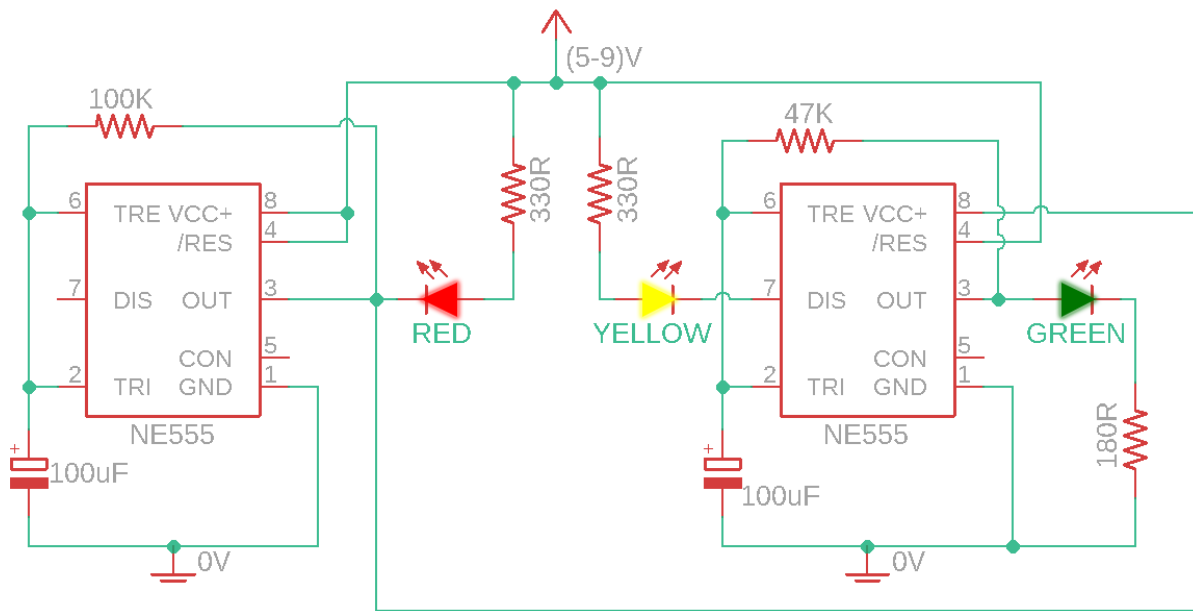 (5-9)V
100K
330R
330R
47K
6
TRE
VCC+
8
/RES
4
7
DIS
OUT
3
CON
5
2
TRI
GND
1
NE555
RED
YELLOW
6
TRE
VCC+
8
/RES
4
7
DIS
OUT
3
CON
5
2
TRI
GND
1
NE555
GREEN
180R
+
100uF
+
100uF
0V
0V